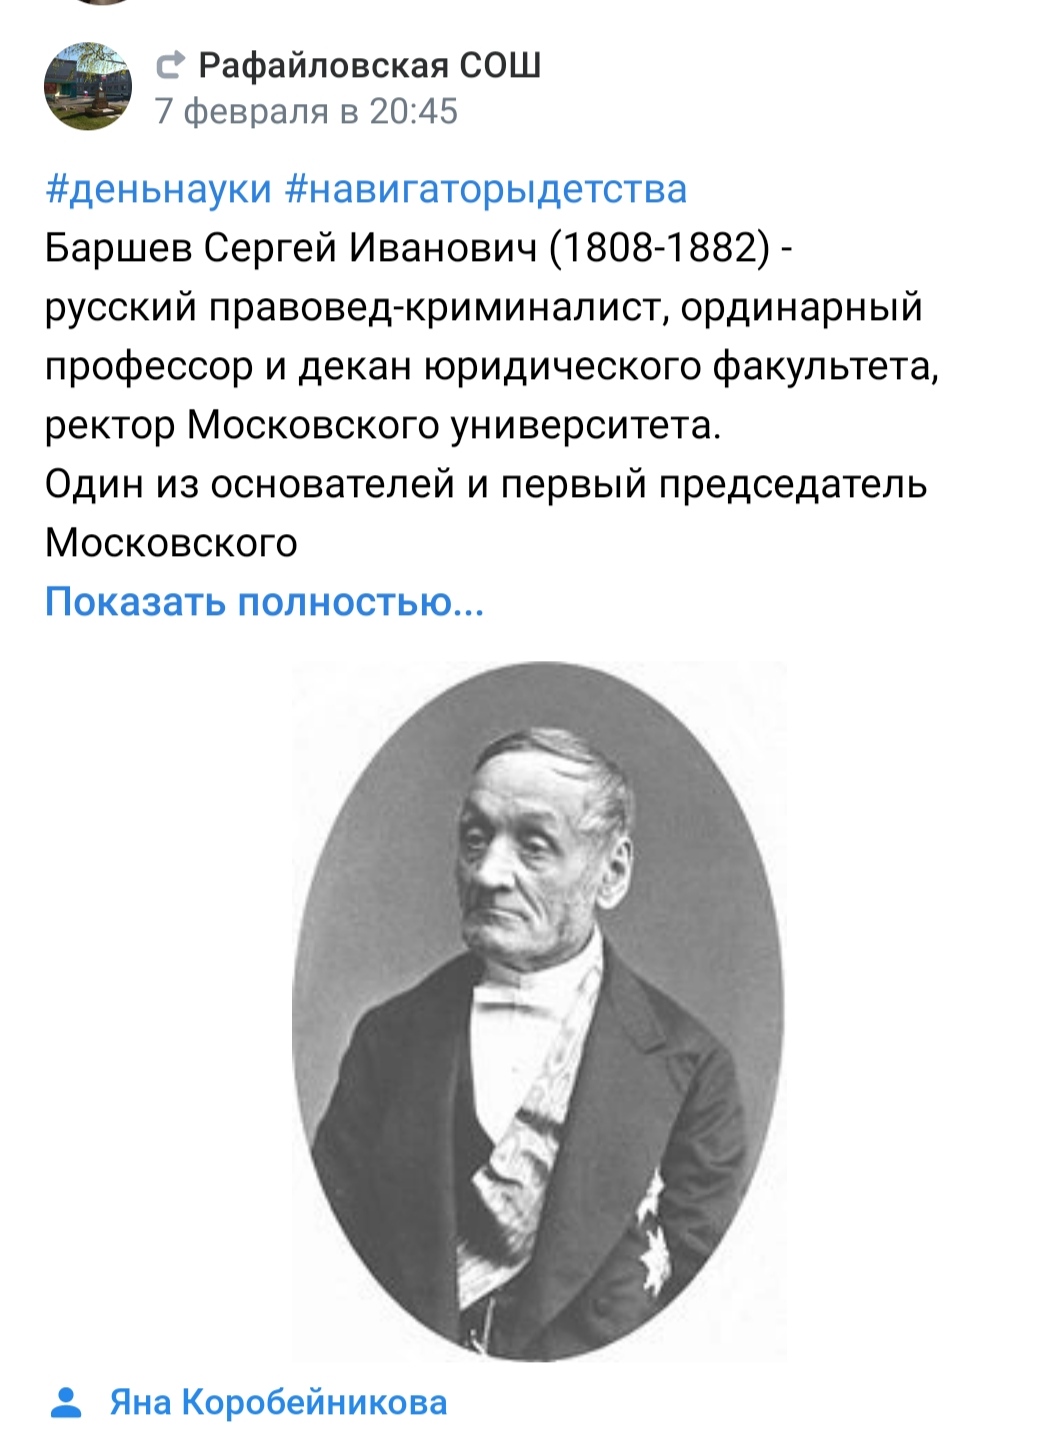 Рафайловская СОШ
7 февраля в 20:45
#деньнауки #навигаторыдетства
Баршев Сергей Иванович (1808-1882) -
русский правовед-криминалист, ординарный
профессор и декан юридического факультета,
ректор Московского университета.
Один из основателей и первый председатель
Московского
Показать полностью...
Яна Коробейникова